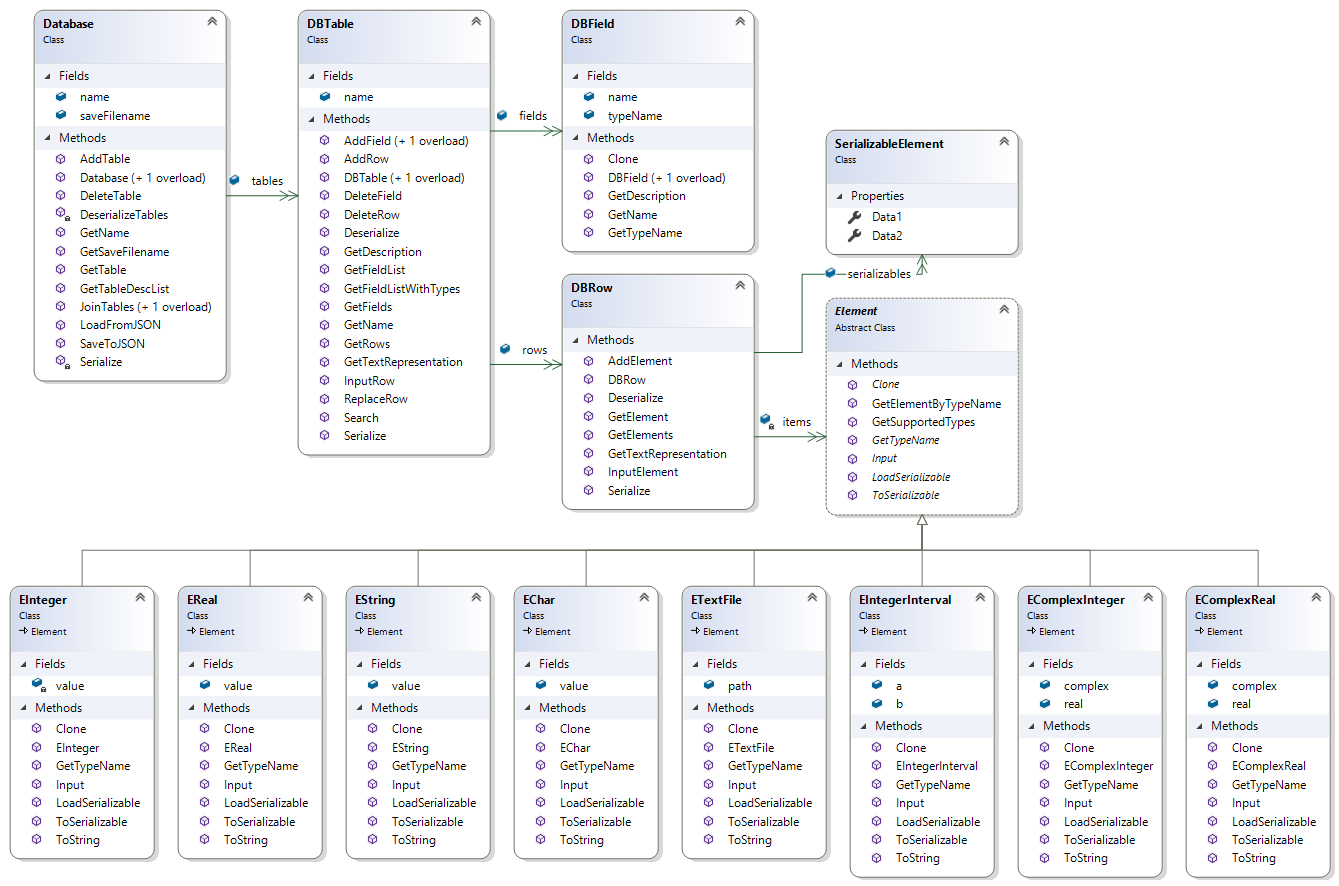 Database
Class
Fields
name
saveFilename
Methods
AddTable
Database (+ 1 overload)
DeleteTable
DeserializeTables
GetName
GetSaveFilename
GetTable
GetTableDescList
JoinTables (+ 1 overload)
LoadFromJSON
SaveToJSON
Serialize
tables
DBTable
Class
Fields
name
Methods
AddField (+ 1 overload)
AddRow
DBTable (+ 1 overload)
DeleteField
DeleteRow
Deserialize
GetDescription
GetFieldList
GetFieldListWithTypes
GetFields
GetName
GetRows
GetTextRepresentation
InputRow
ReplaceRow
Search
Serialize
fields
rows
DBField
Class
Fields
name
typeName
Methods
Clone
DBField (+ 1 overload)
GetDescription
GetName
GetTypeName
DBRow
Class
Methods
AddElement
DBRow
Deserialize
GetElement
GetElements
GetTextRepresentation
InputElement
Serialize
serializables
items
SerializableElement
Class
Properties
Data1
Data2
Element
Abstract Class
Methods
Clone
GetElementByTypeName
GetSupportedTypes
GetTypeName
Input
LoadSerializable
ToSerializable
EInteger
Class
Element
Fields
value
Methods
Clone
EInteger
GetTypeName
Input
LoadSerializable
ToSerializable
ToString
EReal
Class
Element
Fields
value
Methods
Clone
EReal
GetTypeName
Input
LoadSerializable
ToSerializable
ToString
EString
Class
Element
Fields
value
Methods
Clone
EString
GetTypeName
Input
LoadSerializable
ToSerializable
ToString
EChar
Class
Element
Fields
value
Methods
Clone
EChar
GetTypeName
Input
LoadSerializable
ToSerializable
ToString
ETextFile
Class
Element
Fields
path
Methods
Clone
ETextFile
GetTypeName
Input
LoadSerializable
ToSerializable
ToString
EIntegerInterval
Class
Element
Fields
a
b
Methods
Clone
EIntegerInterval
GetTypeName
Input
LoadSerializable
ToSerializable
ToString
EComplexInteger
Class
Element
Fields
complex
real
Methods
Clone
EComplexInteger
GetTypeName
Input
LoadSerializable
ToSerializable
ToString
EComplexReal
Class
Element
Fields
complex
real
Methods
Clone
EComplexReal
GetTypeName
Input
LoadSerializable
ToSerializable
ToString